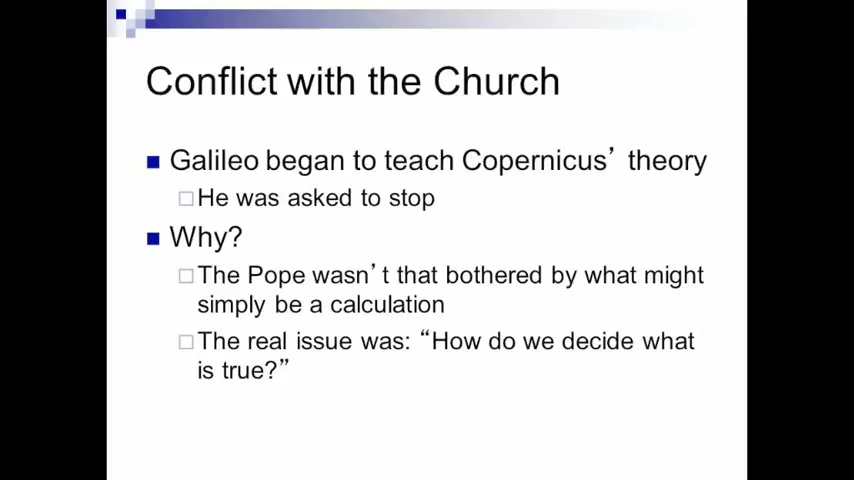 Conflict with the Church
Galileo began to teach Copernicus’ theory
He was asked to stop
Why?
The Pope wasn’t that bothered by what might
simply be a calculation
The real issue was: “How do we decide what
is true?”